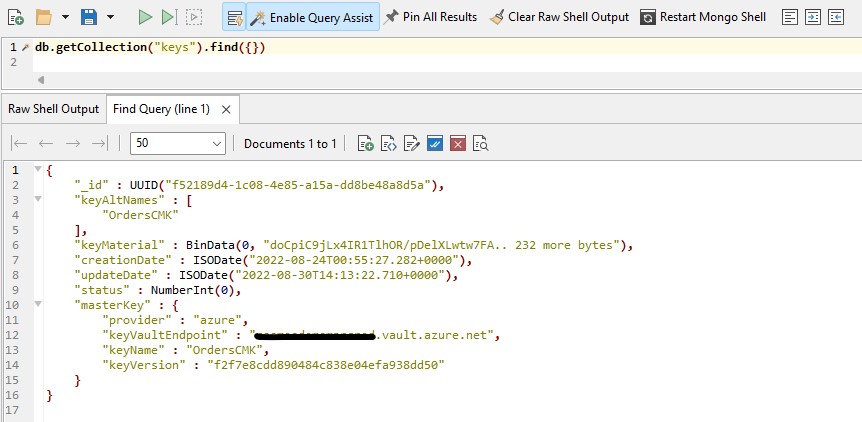 Enable Query Assist Pin All Results Clear Raw Shell Output Restart Mongo Shell
1 db.getCollection("keys").find({})
2
Raw Shell Output Find Query (line 1) X
50 Documents 1 to 1
1 {
2 "_id" : UUID("f52189d4-1c08-4e85-a15a-dd8be48a8d5a"),
3 "keyAltNames" : [
4 "OrdersCMK"
5 ],
6 "keyMaterial" : BinData(0, "doCpiC9jLx4IR1TlhOR/pDelXLwtw7FA.. 232 more bytes"),
7 "creationDate" : ISODate("2022-08-24T00:55:27.282+0000"),
8 "updateDate" : ISODate("2022-08-30T14:13:22.710+0000"),
9 "status" : NumberInt(0),
10 "masterKey" : {
11 "provider" : "azure",
12 "keyVaultEndpoint" : " .vault.azure.net",
13 "keyName" : "OrdersCMK",
14 "keyVersion" : "f2f7e8cdd890484c838e04efa938dd50"
15 }
16 }
17